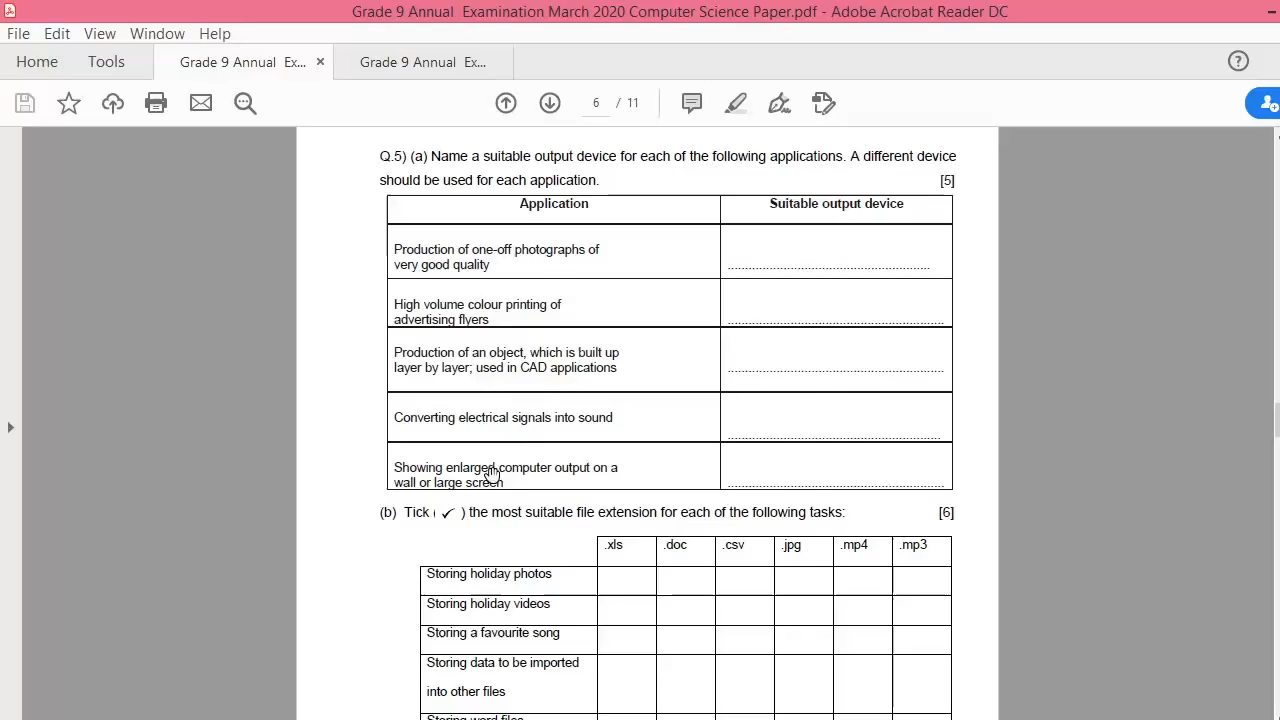 Grade 9 Annual  Examination March 2020 Computer Science Paper.pdf - Adobe Acrobat Reader DC
File Edit View Window Help
Home Tools Grade 9 Annual  Ex... × Grade 9 Annual  Ex... ?
6 / 11
Q.5) (a) Name a suitable output device for each of the following applications. A different device
should be used for each application. [5]
Application Suitable output device
Production of one-off photographs of
very good quality ..........................................................
High volume colour printing of
advertising flyers ..............................................................
Production of an object, which is built up
layer by layer; used in CAD applications ..............................................................
Converting electrical signals into sound
.............................................................
Showing enlarged computer output on a
wall or large screen ..............................................................
(b) Tick ( ✓ ) the most suitable file extension for each of the following tasks: [6]
.xls .doc .csv .jpg .mp4 .mp3
Storing holiday photos
Storing holiday videos
Storing a favourite song
Storing data to be imported
into other files
Storing word files